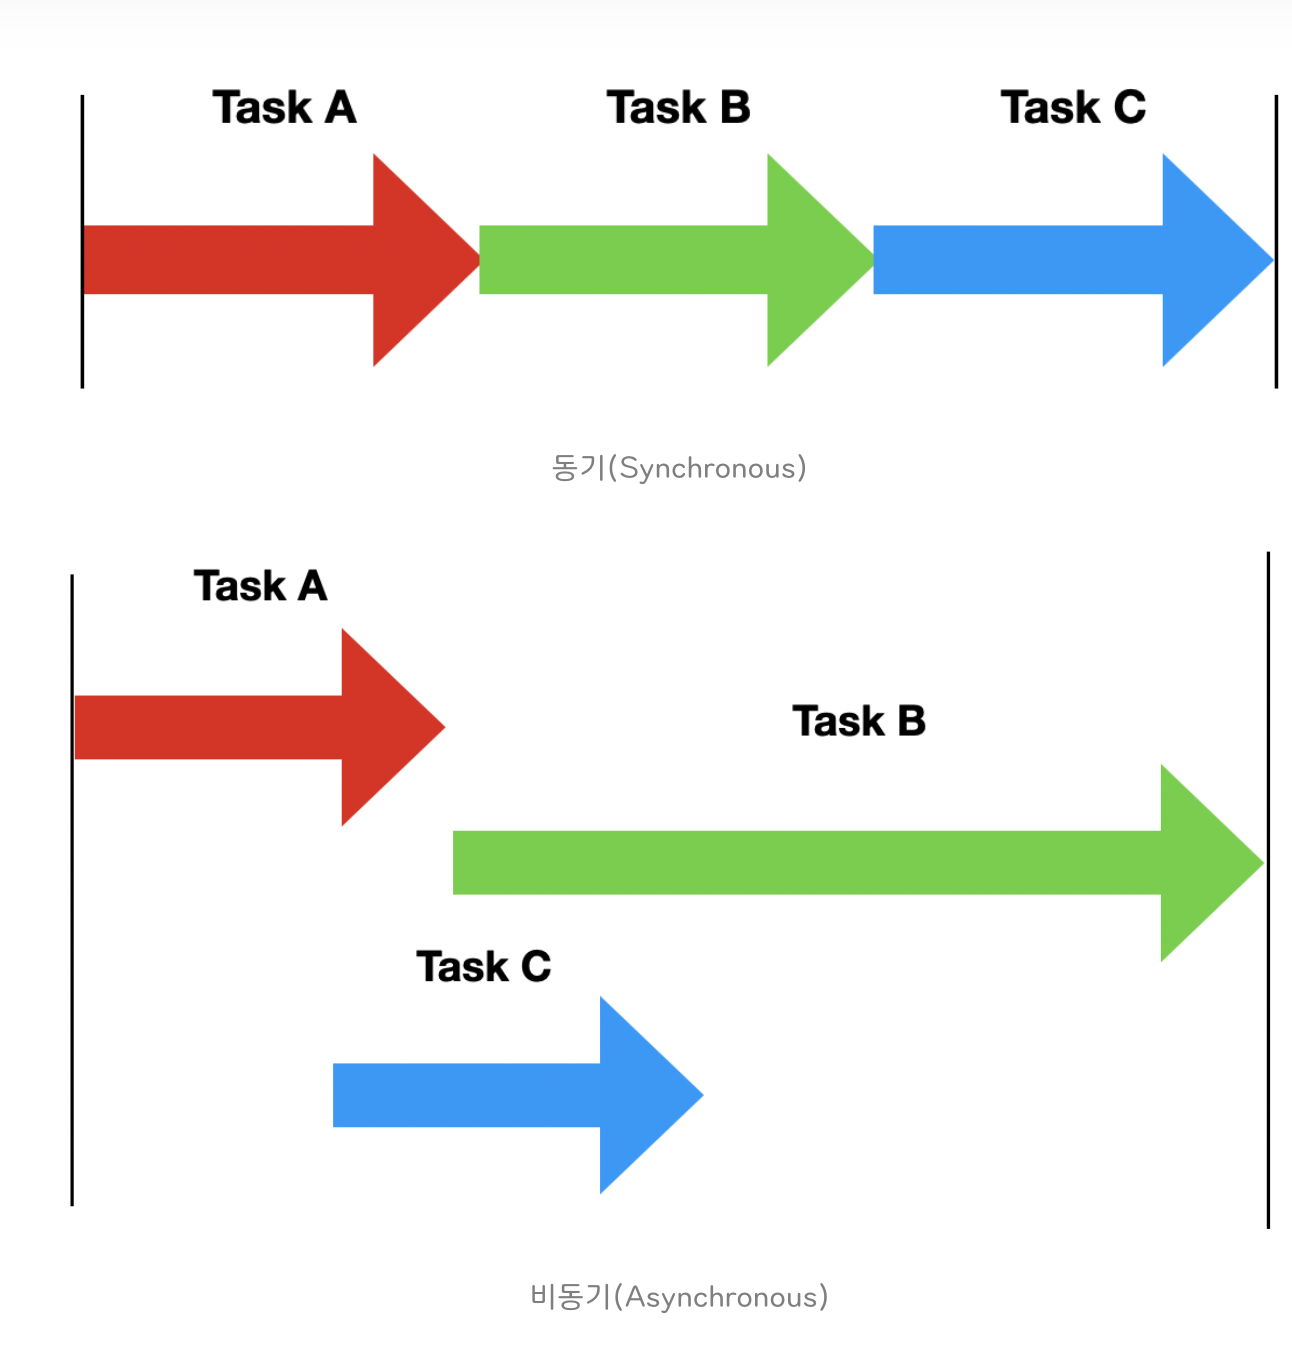 Task A Task B Task C
동기(Synchronous)
Task A
Task B
Task C
비동기(Asynchronous)